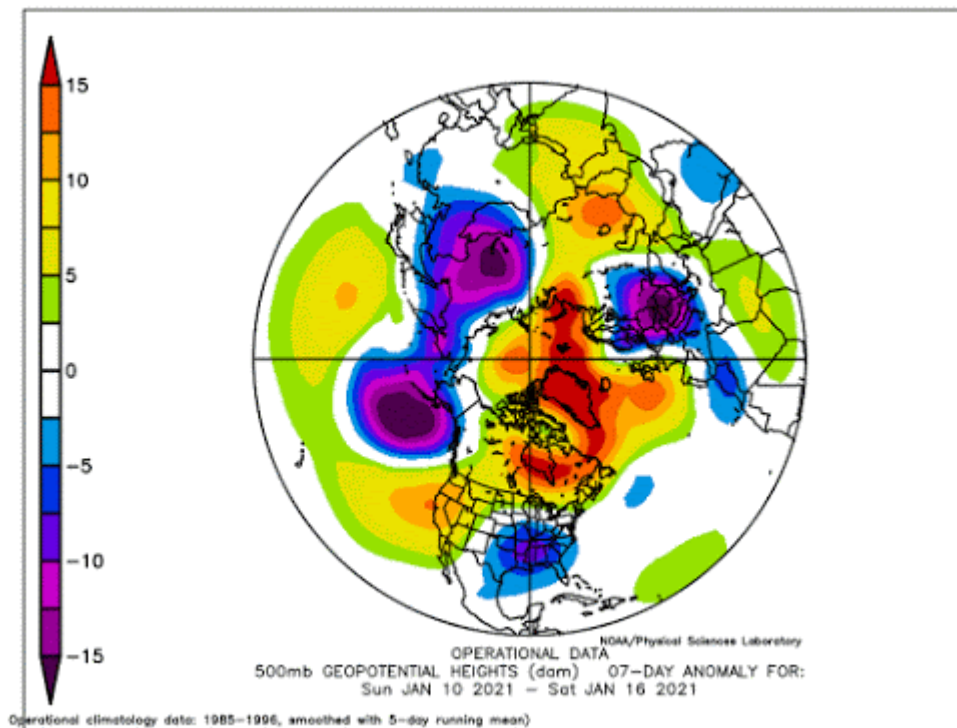 15
10
5
0
-5
-10
-15
NOAA/Physical Sciences Laboratory
OPERATIONAL DATA
500mb GEOPOTENTIAL HEIGHTS (dam) 07-DAY ANOMALY FOR:
Sun JAN 10 2021 - Sat JAN 16 2021
Operational climatology data: 1985-1996, smoothed with 5-day running mean)